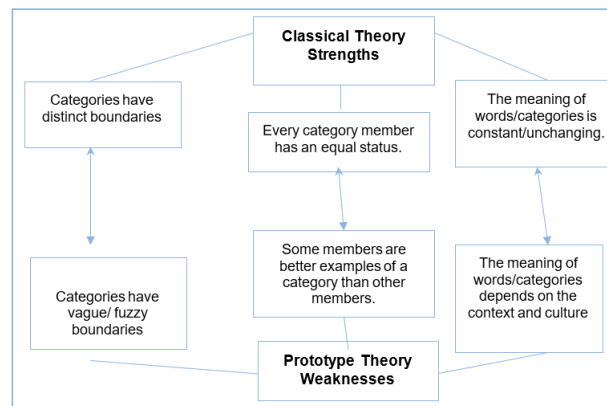 Classical Theory
Strengths
Categories have
distinct boundaries
Every category member
has an equal status.
The meaning of
words/categories is
constant/unchanging.
Categories have
vague/ fuzzy
boundaries
Some members are
better examples of a
category than other
members.
The meaning of
words/categories
depends on the
context and culture
Prototype Theory
Weaknesses